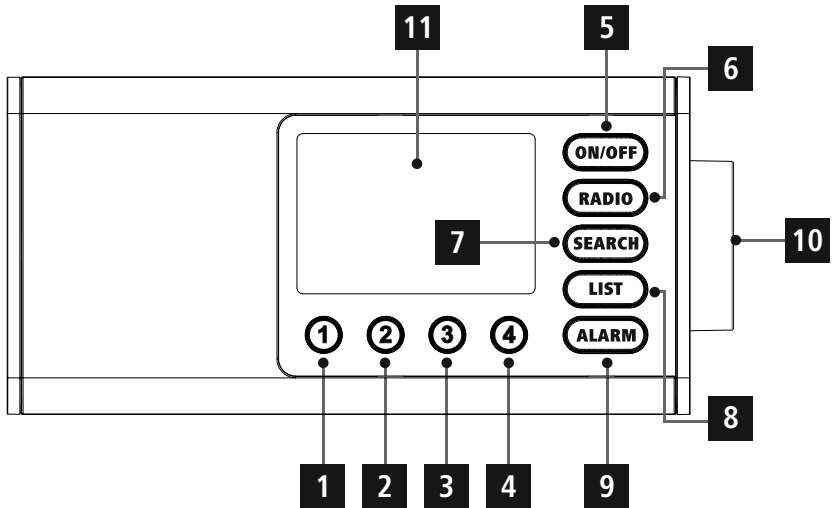 11
5
6
ON/OFF
RADIO
7
SEARCH
10
LIST
1 2 3 4
ALARM
8
1 2 3 4 9